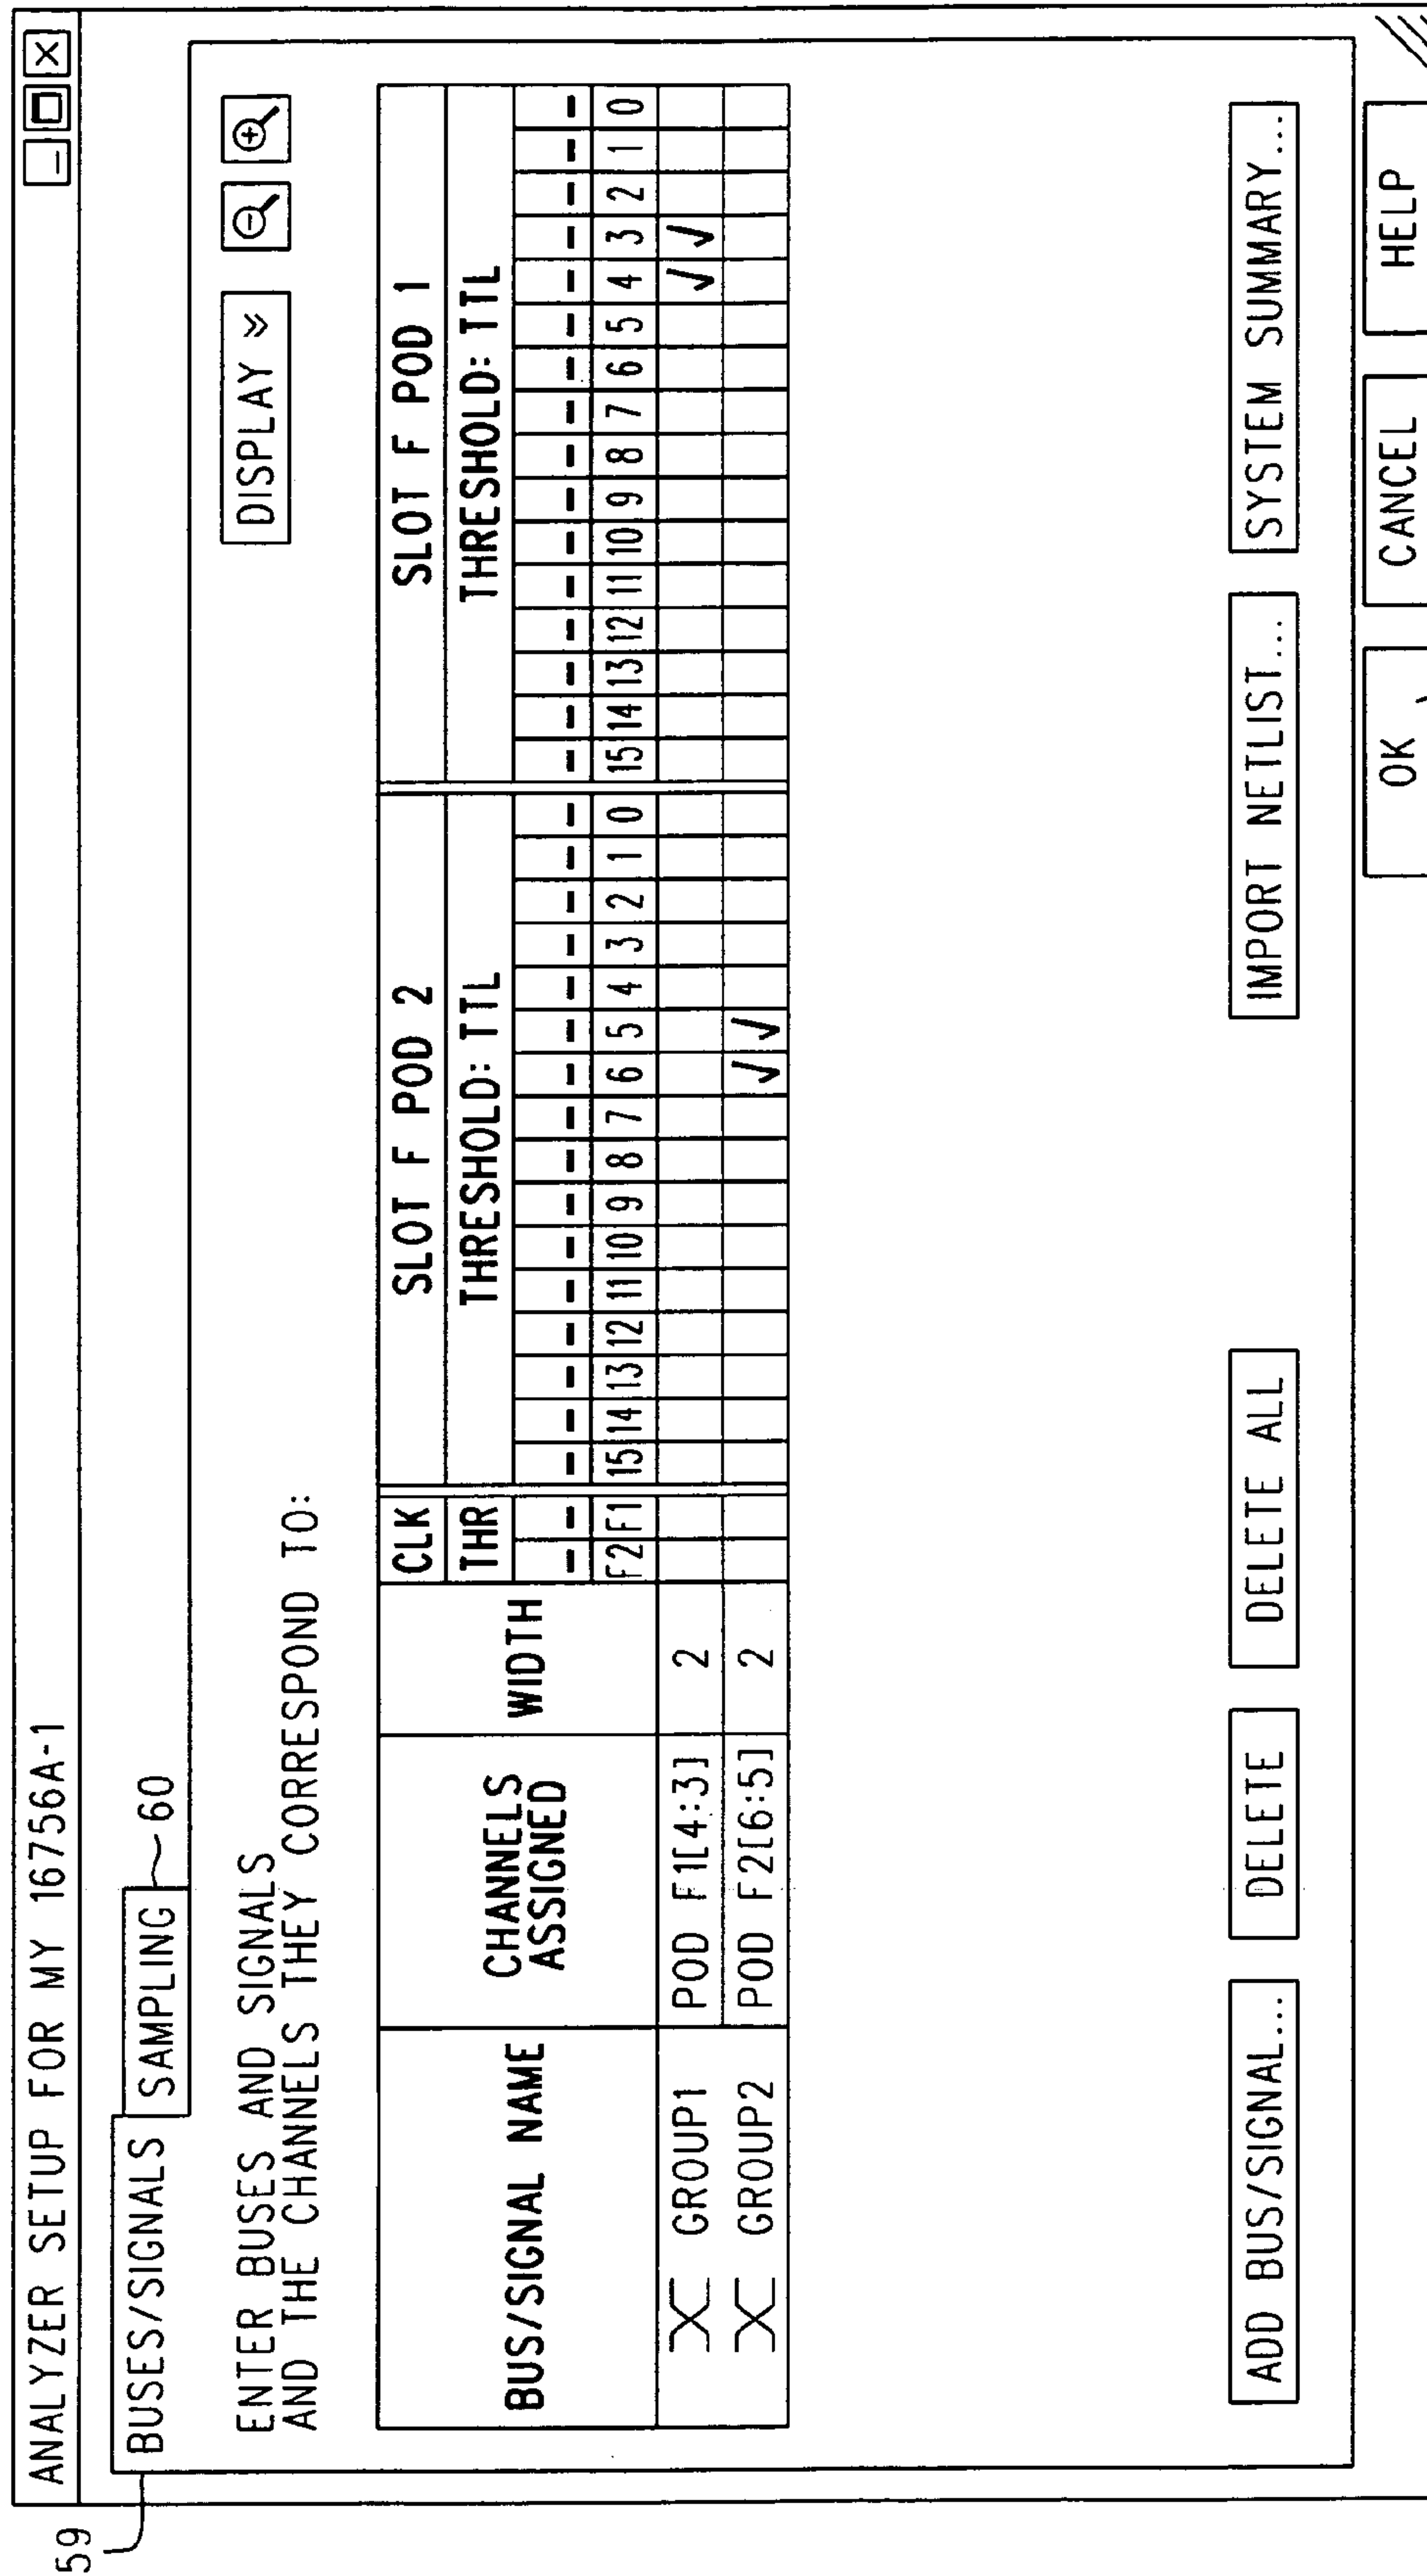 ANALYZER SETUP FOR MY 16756A-1
59
BUSES/SIGNALS SAMPLING 60
ENTER BUSES AND SIGNALS
AND THE CHANNELS THEY CORRESPOND TO:
DISPLAY
BUS/SIGNAL NAME CHANNELS ASSIGNED WIDTH CLK SLOT F POD 2 SLOT F POD 1
THR THRESHOLD: TTL THRESHOLD: TTL
F2 F1 15 14 13 12 11 10 9 8 7 6 5 4 3 2 1 0 15 14 13 12 11 10 9 8 7 6 5 4 3 2 1 0
GROUP1 POD F1[4:3] 2 √ √
GROUP2 POD F2[6:5] 2 √ √
ADD BUS/SIGNAL... DELETE DELETE ALL IMPORT NETLIST... SYSTEM SUMMARY...
OK CANCEL HELP